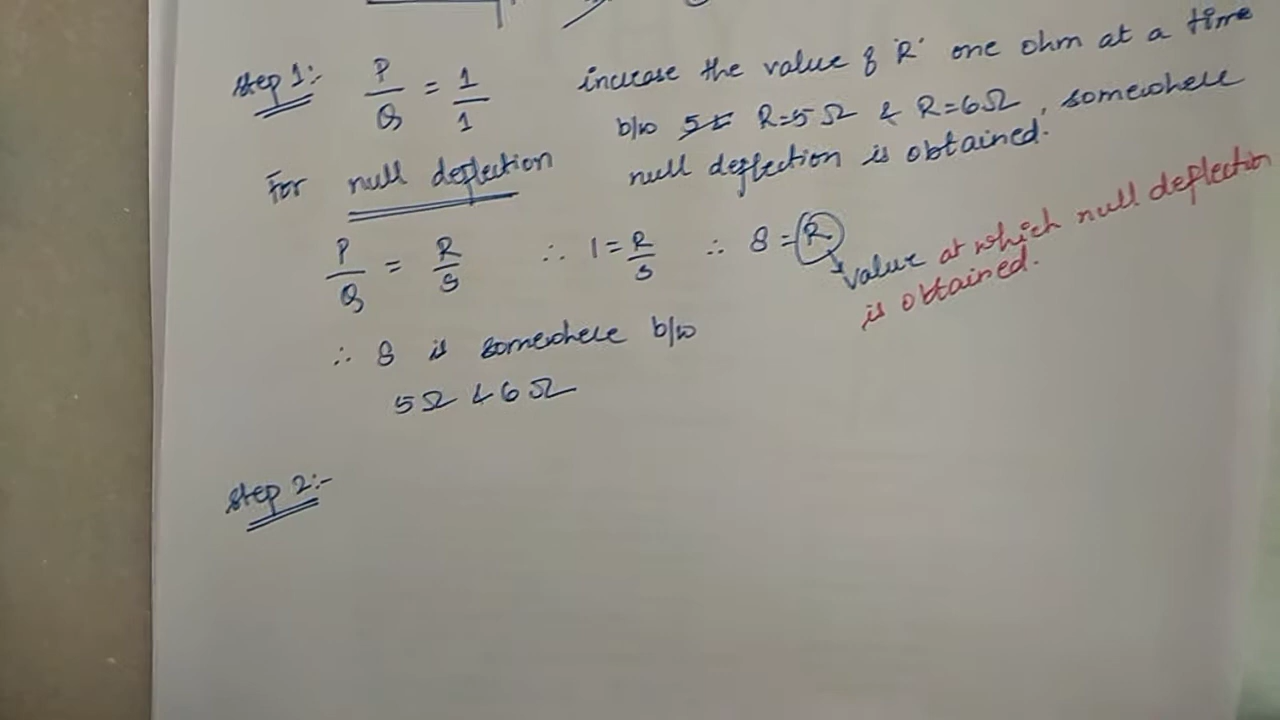 Step 1:- P/Q = 1/1 increase the value of 'R' one ohm at a time
b/w R=5Ω & R=6Ω, somewhere
For null deflection null deflection is obtained.
P/Q = R/S ∴ 1 = R/S ∴ S = R value at which null deflection
is obtained.
∴ S is somewhere b/w
5Ω & 6Ω
Step 2:-